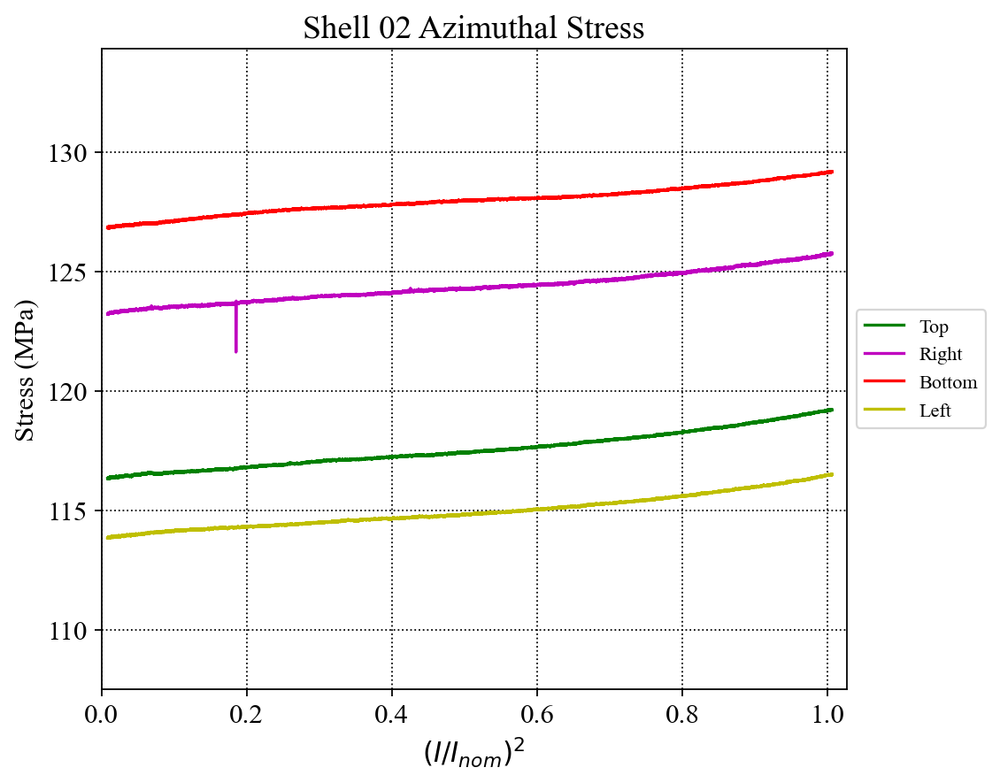 Shell 02 Azimuthal Stress
Stress (MPa)
130
125
120
115
110
0.0 0.2 0.4 0.6 0.8 1.0
(I/I_nom)^2
Top
Right
Bottom
Left